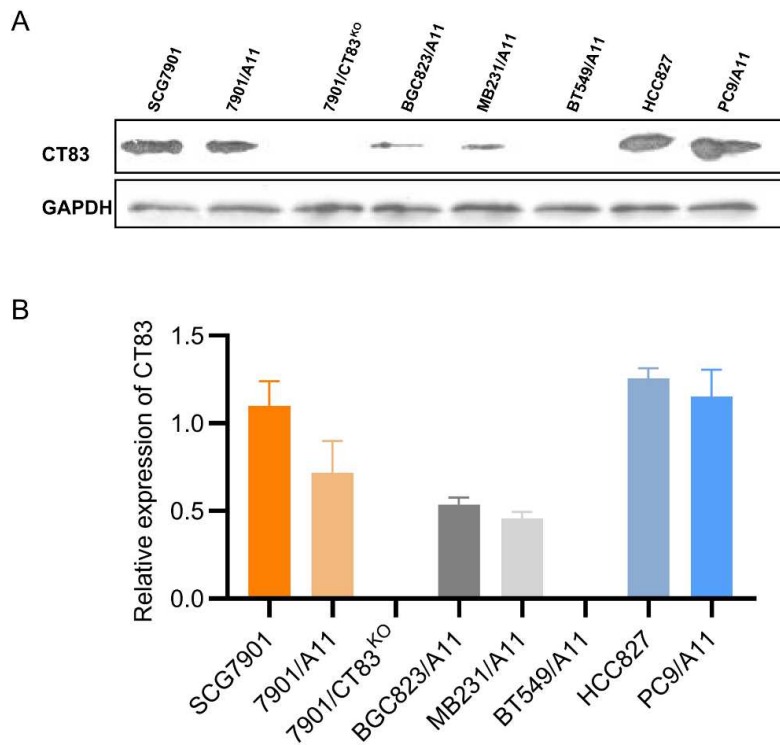 A
SCG7901 7901/A11 7901/CT83KO BGC823/A11 MB231/A11 BT549/A11 HCC827 PC9/A11
CT83
GAPDH
B
Relative expression of CT83
1.5
1.0
0.5
0.0
SCG7901 7901/A11 7901/CT83KO BGC823/A11 MB231/A11 BT549/A11 HCC827 PC9/A11